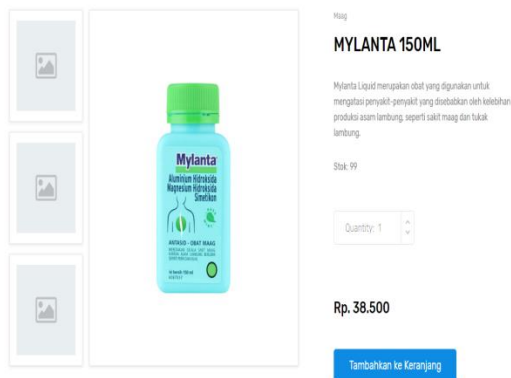 Maag
MYLANTA 150ML
Mylanta Liquid merupakan obat yang digunakan untuk
mengatasi penyakit-penyakit yang disebabkan oleh kelebihan
produksi asam lambung, seperti sakit maag dan tukak
lambung.
Stok: 99
Quantity: 1
Rp. 38.500
Tambahkan ke Keranjang
Mylanta
Aluminium Hidroksida
Magnesium Hidroksida
Simetikon
ANTASID - OBAT MAAG